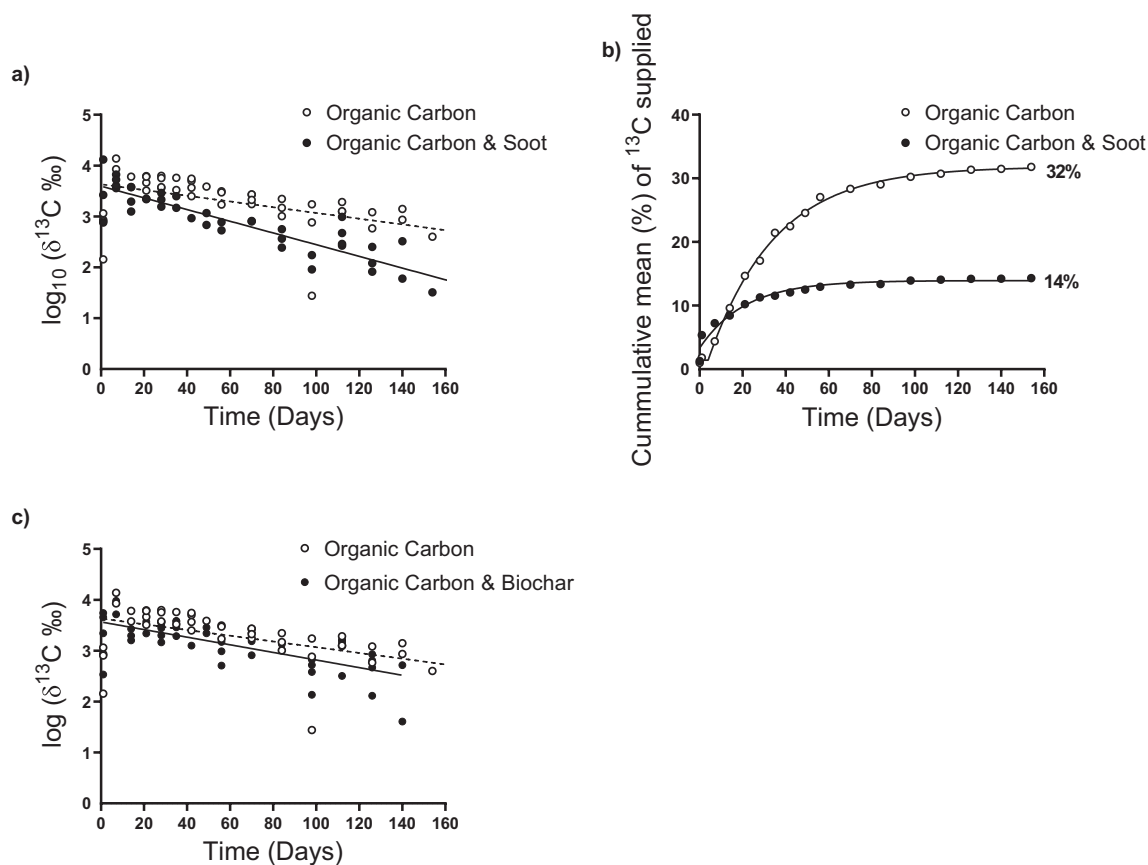 a)
Organic Carbon
Organic Carbon & Soot
log10 (δ13C ‰)
5
4
3
2
1
0
0 20 40 60 80 100 120 140 160
Time (Days)
b)
Organic Carbon
Organic Carbon & Soot
Cummulative mean (%) of 13C supplied
40
30
20
10
0
32%
14%
0 20 40 60 80 100 120 140 160
Time (Days)
c)
Organic Carbon
Organic Carbon & Biochar
log (δ13C ‰)
5
4
3
2
1
0
0 20 40 60 80 100 120 140 160
Time (Days)